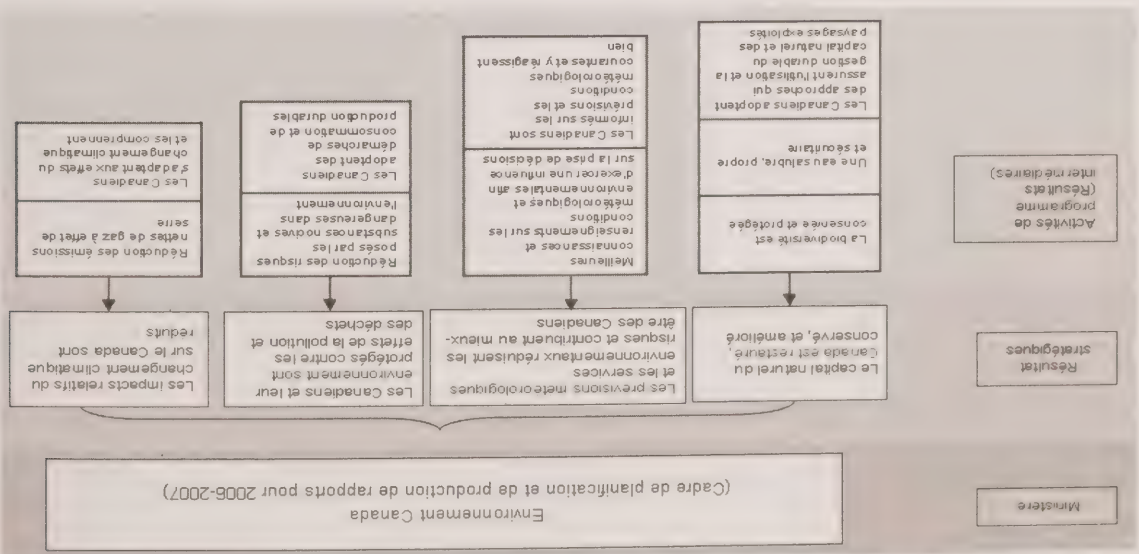 Ministère
Environnement Canada
(Cadre de planification et de production de rapports pour 2006-2007)
Résultat
stratégiques
Le capital naturel du
Canada est restauré,
conservé, et amélioré
Les previsions meteorologiques
et les services
environnementaux réduisent les
risques et contribuent au mieux-
être des Canadiens
Les Canadiens et leur
environnement sont
protégés contre les
effets de la pollution et
des déchets
Les impacts relatifs du
changement climatique
sur le Canada sont
reduits
Activités de
programme
(Résultats
intermédiaires)
La biodiversité est
conservée et protégée
Une eau salubre, propre
et sécuritaire
Les Canadiens adoptent
des approches qui
assurent l'utilisation et la
gestion durable du
capital naturel et des
paysages exploités
Meilleures
connaissances et
renseignements sur les
conditions
météorologiques et
environnementales afin
d'exercer une influence
sur la prise de décisions
Les Canadiens sont
informés sur les
prévisions et les
conditions
météorologiques
courantes et y réagissent
bien
Réduction des risques
posés par les
substances nocives et
dangereuses dans
l'environnement
Les Canadiens
adoptent des
démarches de
consommation et de
production durables
Réduction des émissions
nettes de gaz à effet de
serre
Les Canadiens
s'adaptent aux effets du
changement climatique
et les comprennent